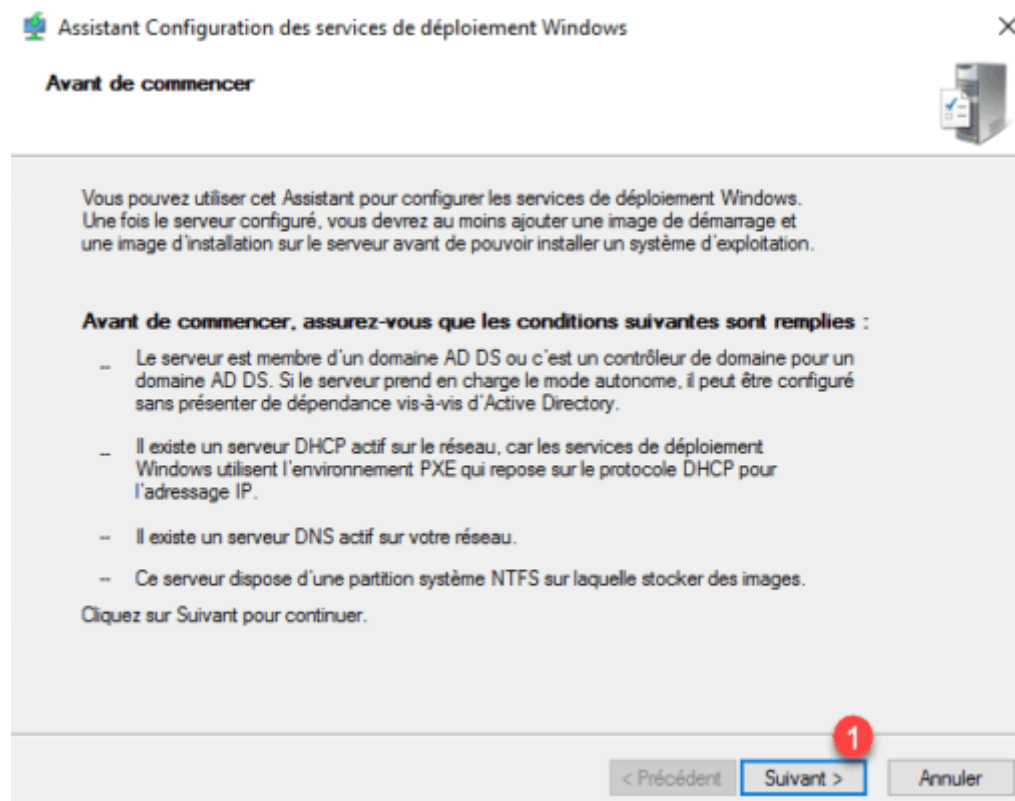 Assistant Configuration des services de déploiement Windows
Avant de commencer
Vous pouvez utiliser cet Assistant pour configurer les services de déploiement Windows.
Une fois le serveur configuré, vous devrez au moins ajouter une image de démarrage et
une image d'installation sur le serveur avant de pouvoir installer un système d'exploitation.
Avant de commencer, assurez-vous que les conditions suivantes sont remplies :
-- Le serveur est membre d'un domaine AD DS ou c'est un contrôleur de domaine pour un
domaine AD DS. Si le serveur prend en charge le mode autonome, il peut être configuré
sans présenter de dépendance vis-à-vis d'Active Directory.
-- Il existe un serveur DHCP actif sur le réseau, car les services de déploiement
Windows utilisent l'environnement PXE qui repose sur le protocole DHCP pour
l'adressage IP.
-- Il existe un serveur DNS actif sur votre réseau.
-- Ce serveur dispose d'une partition système NTFS sur laquelle stocker des images.
Cliquez sur Suivant pour continuer.
1
< Précédent Suivant > Annuler